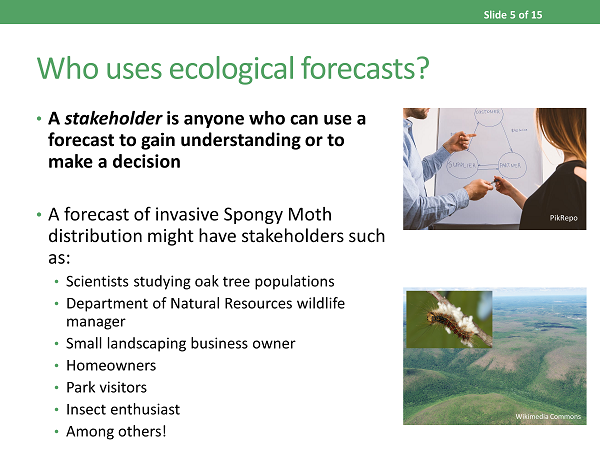 Slide 5 of 15
Who uses ecological forecasts?
• A stakeholder is anyone who can use a
forecast to gain understanding or to
make a decision
• A forecast of invasive Spongy Moth
distribution might have stakeholders such
as:
• Scientists studying oak tree populations
• Department of Natural Resources wildlife
manager
• Small landscaping business owner
• Homeowners
• Park visitors
• Insect enthusiast
• Among others!
SUPPLIER
PARTNER
PikRepo
Wikimedia Commons